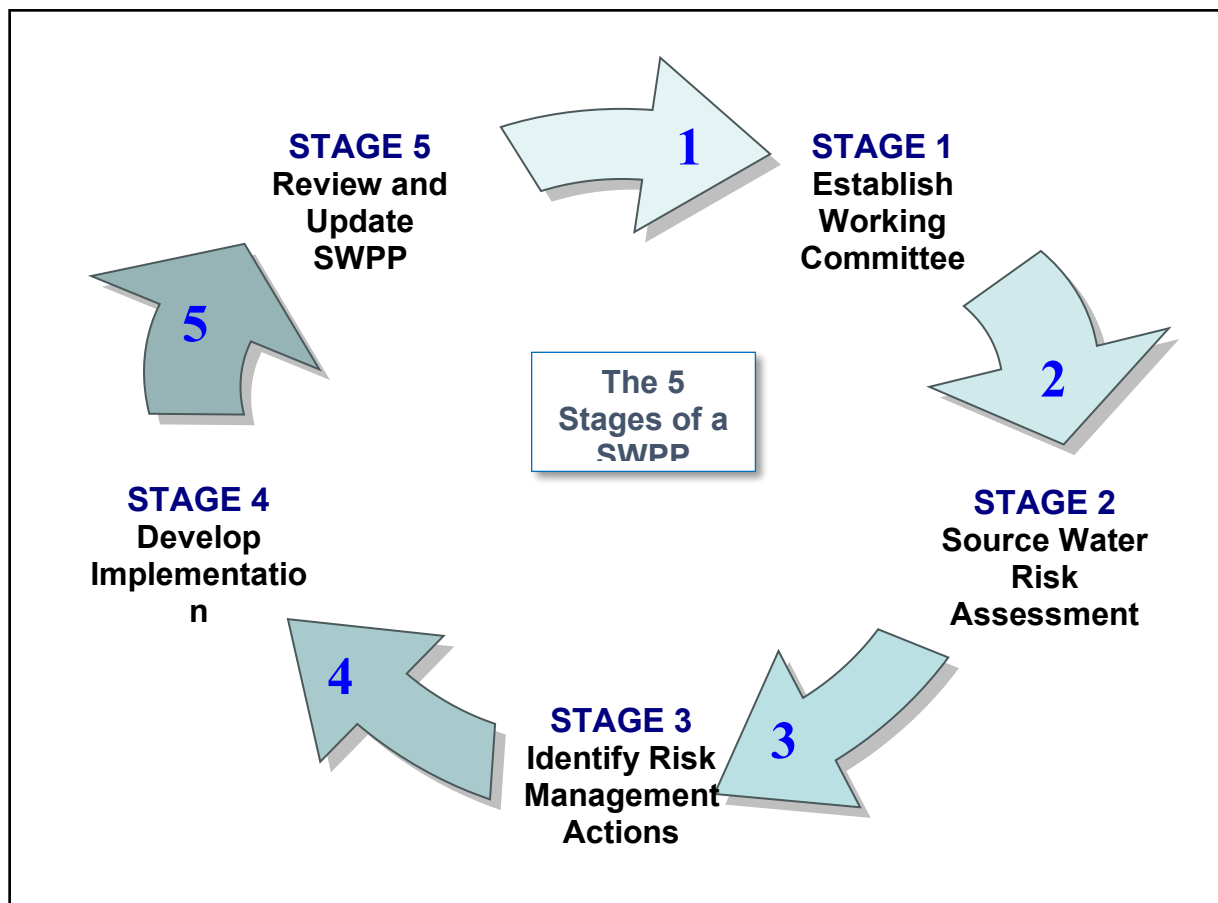 The 5
Stages of a
SWPP
1
STAGE 1
Establish
Working
Committee
2
STAGE 2
Source Water
Risk
Assessment
3
STAGE 3
Identify Risk
Management
Actions
4
STAGE 4
Develop
Implementatio
n
5
STAGE 5
Review and
Update
SWPP